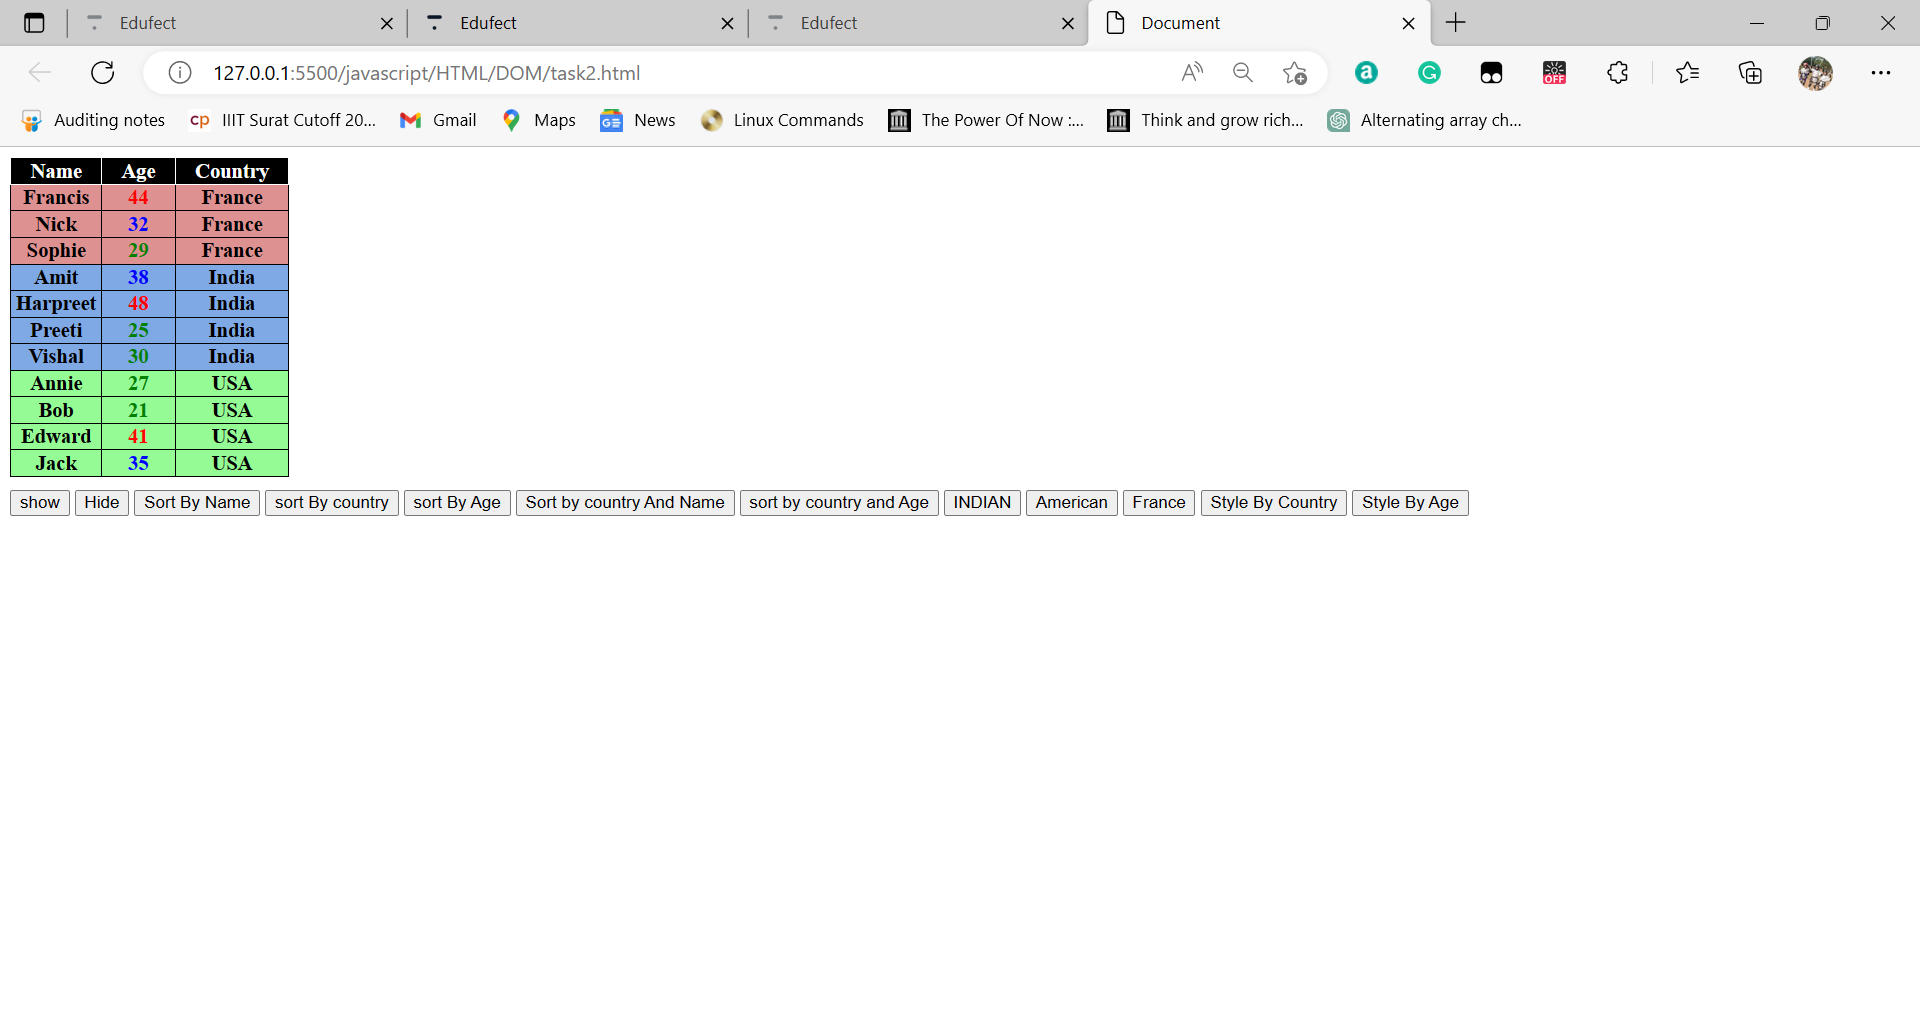 Edufect Edufect Edufect Document
127.0.0.1:5500/javascript/HTML/DOM/task2.html A a G OFF
Auditing notes cp IIIT Surat Cutoff 20... Gmail Maps GE News Linux Commands The Power Of Now :... Think and grow rich... Alternating array ch...
Name Age Country
Francis 44 France
Nick 32 France
Sophie 29 France
Amit 38 India
Harpreet 48 India
Preeti 25 India
Vishal 30 India
Annie 27 USA
Bob 21 USA
Edward 41 USA
Jack 35 USA
show Hide Sort By Name sort By country sort By Age Sort by country And Name sort by country and Age INDIAN American France Style By Country Style By Age